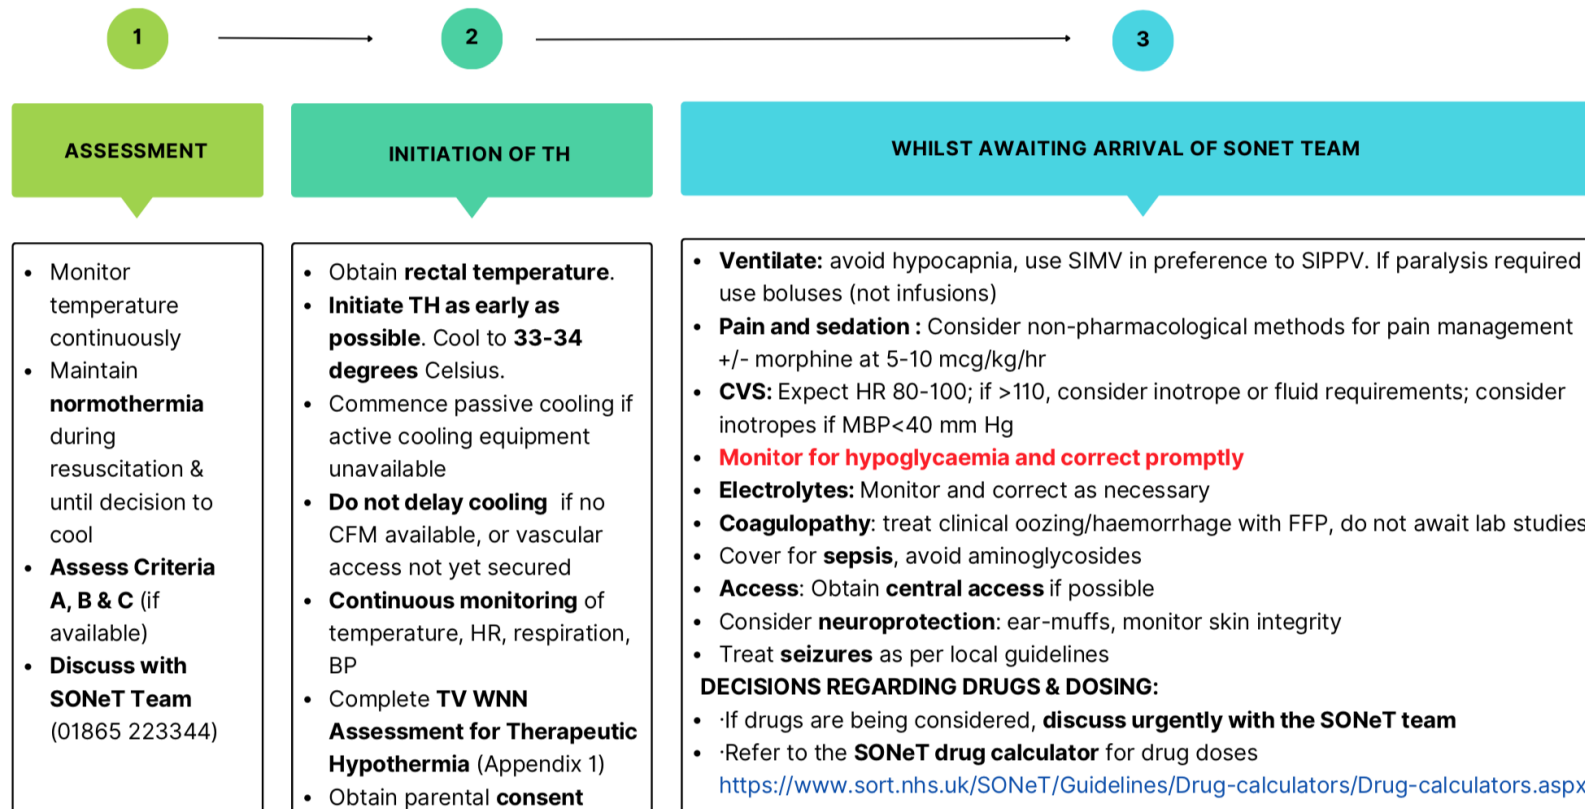 1
2
3
ASSESSMENT
INITIATION OF TH
WHILST AWAITING ARRIVAL OF SONET TEAM
• Monitor
temperature
continuously
• Maintain
normothermia
during
resuscitation &
until decision to
cool
• Assess Criteria
A, B & C (if
available)
• Discuss with
SONeT Team
(01865 223344)
• Obtain rectal temperature.
• Initiate TH as early as
possible. Cool to 33-34
degrees Celsius.
• Commence passive cooling if
active cooling equipment
unavailable
• Do not delay cooling if no
CFM available, or vascular
access not yet secured
• Continuous monitoring of
temperature, HR, respiration,
BP
• Complete TV WNN
Assessment for Therapeutic
Hypothermia (Appendix 1)
• Obtain parental consent
• Ventilate: avoid hypocapnia, use SIMV in preference to SIPPV. If paralysis required
use boluses (not infusions)
• Pain and sedation : Consider non-pharmacological methods for pain management
+/- morphine at 5-10 mcg/kg/hr
• CVS: Expect HR 80-100; if >110, consider inotrope or fluid requirements; consider
inotropes if MBP<40 mm Hg
• Monitor for hypoglycaemia and correct promptly
• Electrolytes: Monitor and correct as necessary
• Coagulopathy: treat clinical oozing/haemorrhage with FFP, do not await lab studies
• Cover for sepsis, avoid aminoglycosides
• Access: Obtain central access if possible
• Consider neuroprotection: ear-muffs, monitor skin integrity
• Treat seizures as per local guidelines
DECISIONS REGARDING DRUGS & DOSING:
• ·If drugs are being considered, discuss urgently with the SONeT team
• ·Refer to the SONeT drug calculator for drug doses
https://www.sort.nhs.uk/SONeT/Guidelines/Drug-calculators/Drug-calculators.aspx